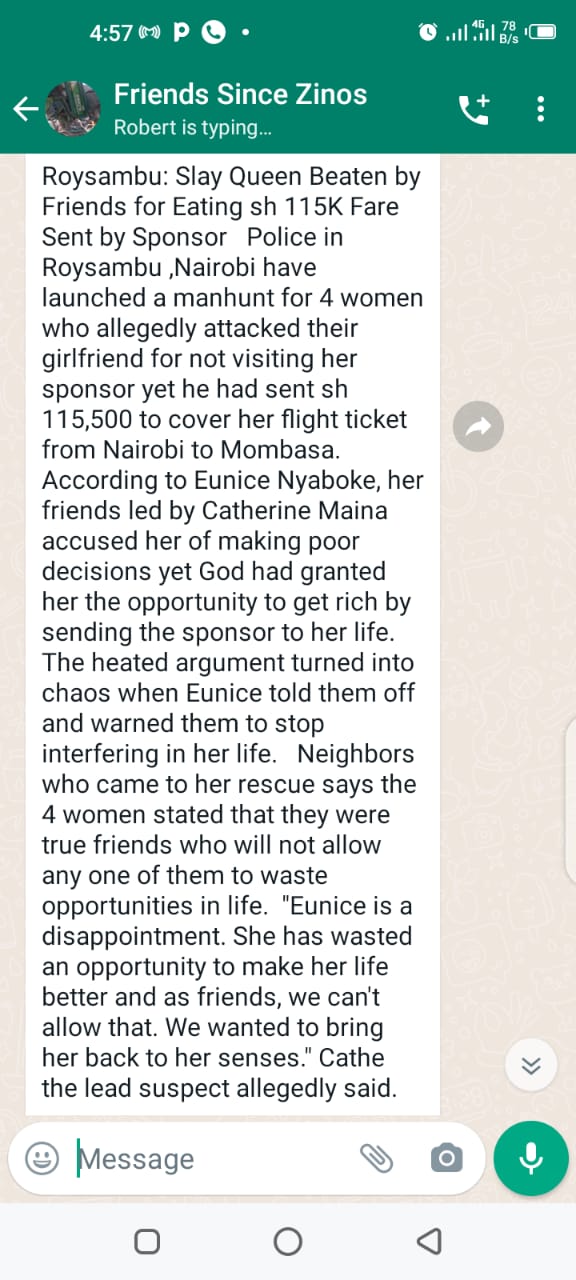 4:57 P 4G 78 B/s
Friends Since Zinos
Robert is typing...
Roysambu: Slay Queen Beaten by
Friends for Eating sh 115K Fare
Sent by Sponsor   Police in
Roysambu ,Nairobi have
launched a manhunt for 4 women
who allegedly attacked their
girlfriend for not visiting her
sponsor yet he had sent sh
115,500 to cover her flight ticket
from Nairobi to Mombasa.
According to Eunice Nyaboke, her
friends led by Catherine Maina
accused her of making poor
decisions yet God had granted
her the opportunity to get rich by
sending the sponsor to her life.
The heated argument turned into
chaos when Eunice told them off
and warned them to stop
interfering in her life.   Neighbors
who came to her rescue says the
4 women stated that they were
true friends who will not allow
any one of them to waste
opportunities in life.  "Eunice is a
disappointment. She has wasted
an opportunity to make her life
better and as friends, we can't
allow that. We wanted to bring
her back to her senses." Cathe
the lead suspect allegedly said.
Message